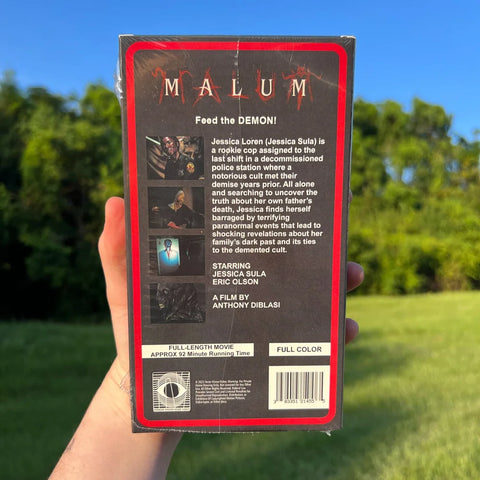 MALUM
Feed the DEMON!
Jessica Loren (Jessica Sula) is
a rookie cop assigned to the
last shift in a decommissioned
police station where a
notorious cult met their
demise years prior. All alone
and searching to uncover the
truth about her own father's
death, Jessica finds herself
barraged by terrifying
paranormal events that lead to
shocking revelations about her
family's dark past and its ties
to the demented cult.
STARRING
JESSICA SULA
ERIC OLSON
A FILM BY
ANTHONY DIBLASI
FULL-LENGTH MOVIE
APPROX 92 Minute Running Time
FULL COLOR